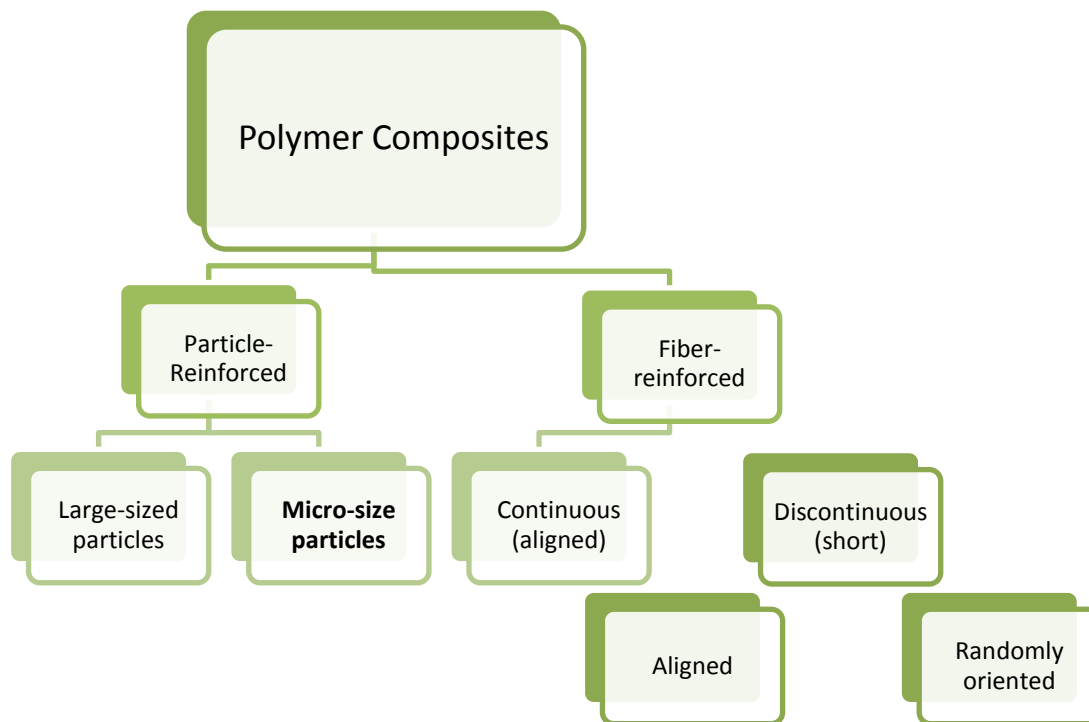 Polymer Composites
Particle-
Reinforced
Fiber-
reinforced
Large-sized
particles
Micro-size
particles
Continuous
(aligned)
Discontinuous
(short)
Aligned
Randomly
oriented